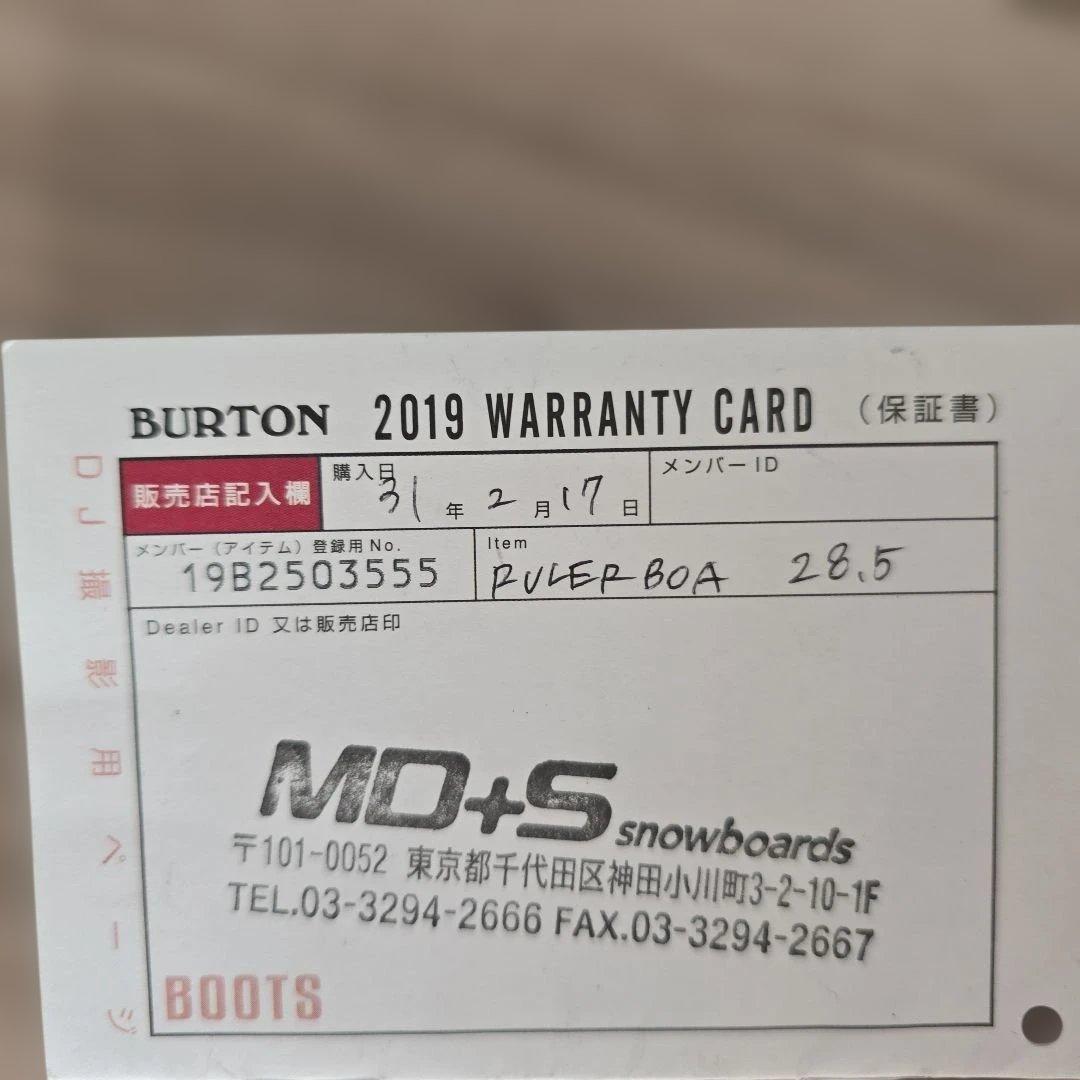 BURTON 2019 WARRANTY CARD （保証書）
販売店記入欄 購入日 31 年 2 月 17 日 メンバーID
メンバー（アイテム）登録用No. Item
19B2503555 RULER BOA 28.5
Dealer ID 又は販売店印
MD+S snowboards
〒101-0052 東京都千代田区神田小川町3-2-10-1F
TEL.03-3294-2666 FAX.03-3294-2667
BOOTS
DJ撮影用ページ